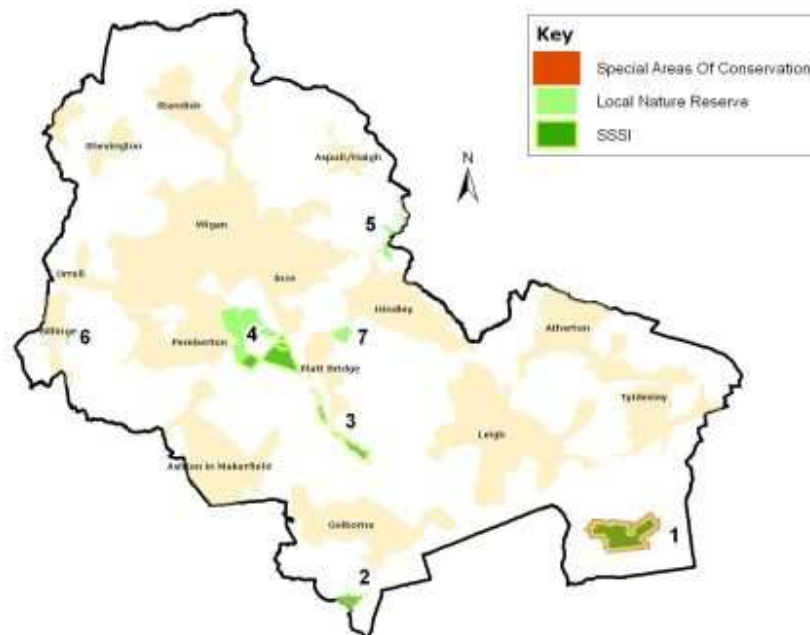 Key
Special Areas Of Conservation
Local Nature Reserve
SSSI
N
Standish
Shevington
Aspull/Haigh
5
Wigan
Orrell
Ince
Hindley
Atherton
Billinge
6
Pemberton
4
7
Platt Bridge
Tyldesley
3
Leigh
Ashton in Makerfield
Golborne
1
2